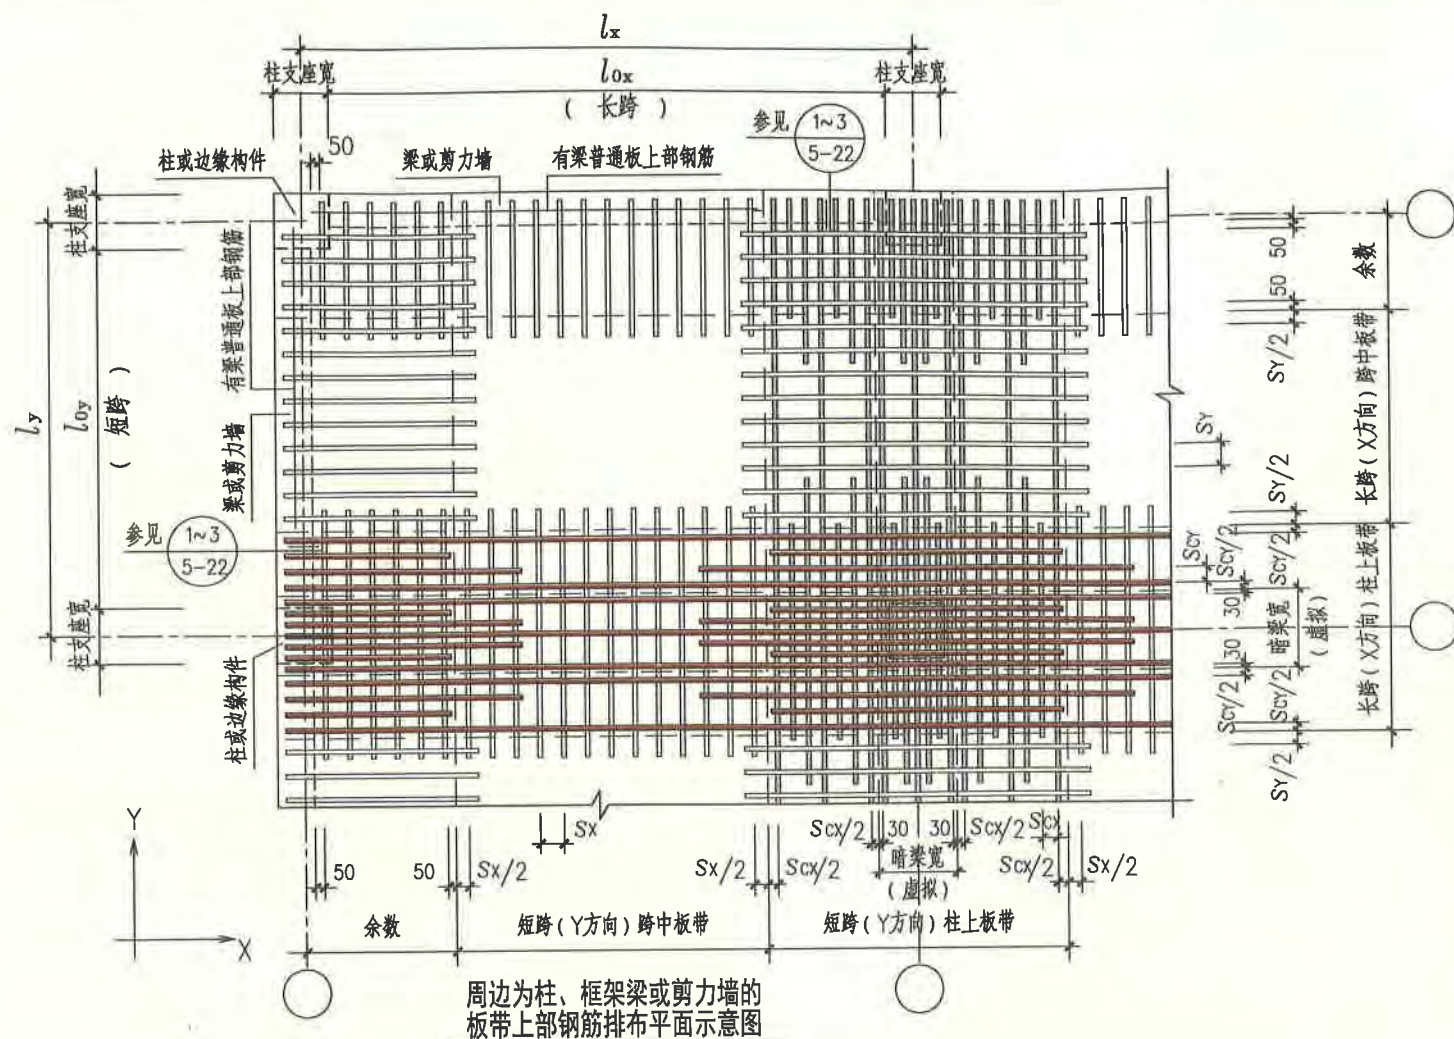 lx
柱支座宽
l0x
柱支座宽
( 长跨 )
参见
1~3
5-22
50
柱或边缘构件
梁或剪力墙
有梁普通板上部钢筋
柱支座宽
有梁普通板上部钢筋
ly
l0y
( 短跨 )
梁或剪力墙
参见
1~3
5-22
柱支座宽
柱或边缘构件
50
50
余数
SY/2
长跨(X方向)跨中板带
SY
SY/2
SCY
SCY/2
SCY/2
30
暗梁宽
(虚拟)
30
长跨(X方向)柱上板带
SCY/2
SCY/2
SY/2
Y
X
SX
SCX/2
30
30
SCX/2
SCX
50
50
SX/2
SX/2
SCX/2
暗梁宽
(虚拟)
SCX/2
SX/2
余数
短跨(Y方向)跨中板带
短跨(Y方向)柱上板带
周边为柱、框架梁或剪力墙的
板带上部钢筋排布平面示意图